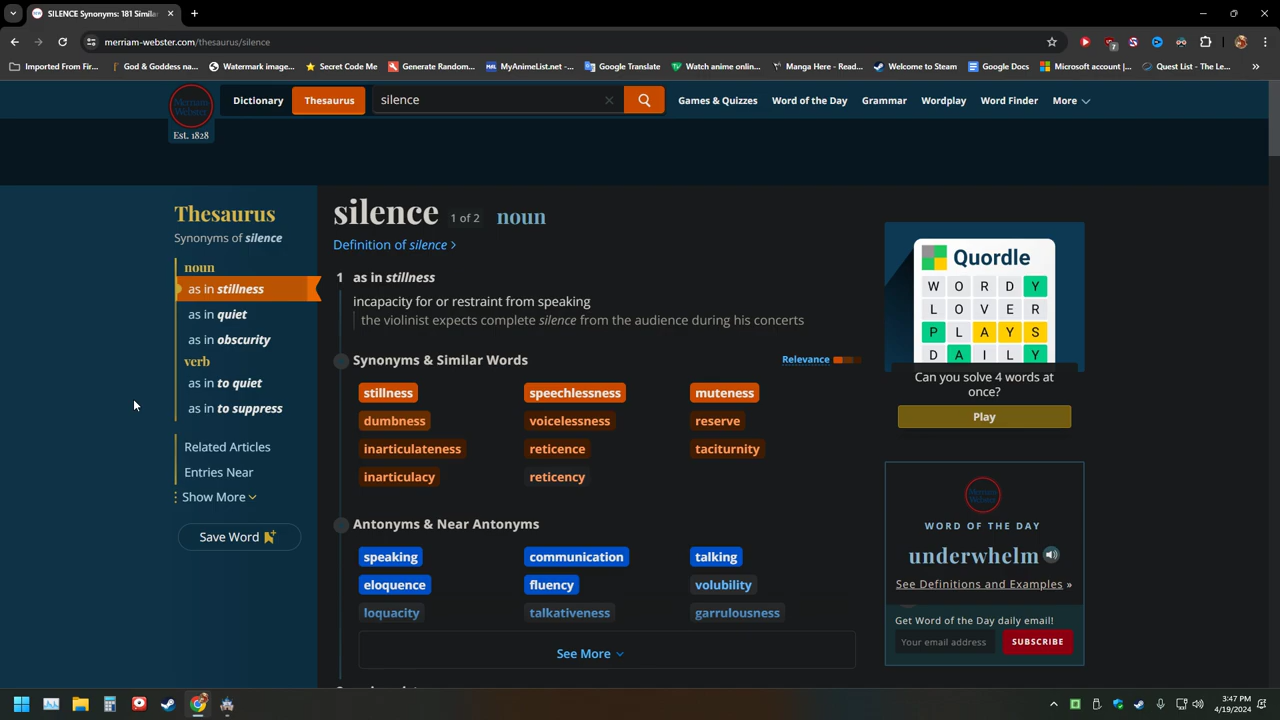 SILENCE Synonyms: 181 Similar
merriam-webster.com/thesaurus/silence
Imported From Fir...
God & Goddess na...
Watermark image...
Secret Code Me
Generate Random...
MyAnimeList.net -...
Google Translate
Watch anime online...
Manga Here - Read...
Welcome to Steam
Google Docs
Microsoft account |...
Quest List - The Le...
Merriam-
Webster
Est. 1828
Dictionary
Thesaurus
silence
Games & Quizzes
Word of the Day
Grammar
Wordplay
Word Finder
More
Thesaurus
Synonyms of silence
noun
as in stillness
as in quiet
as in obscurity
verb
as in to quiet
as in to suppress
Related Articles
Entries Near
Show More
Save Word
silence 1 of 2 noun
Definition of silence >
1 as in stillness
incapacity for or restraint from speaking
the violinist expects complete silence from the audience during his concerts
Synonyms & Similar Words
Relevance
stillness speechlessness muteness
dumbness voicelessness reserve
inarticulateness reticence taciturnity
inarticulacy reticency
Antonyms & Near Antonyms
speaking communication talking
eloquence fluency volubility
loquacity talkativeness garrulousness
See More
Quordle
W O R D Y
L O V E R
P L A Y S
D A I L Y
Can you solve 4 words at
once?
Play
Merriam-
Webster
WORD OF THE DAY
underwhelm
See Definitions and Examples »
Get Word of the Day daily email!
Your email address
SUBSCRIBE
3:47 PM
4/19/2024